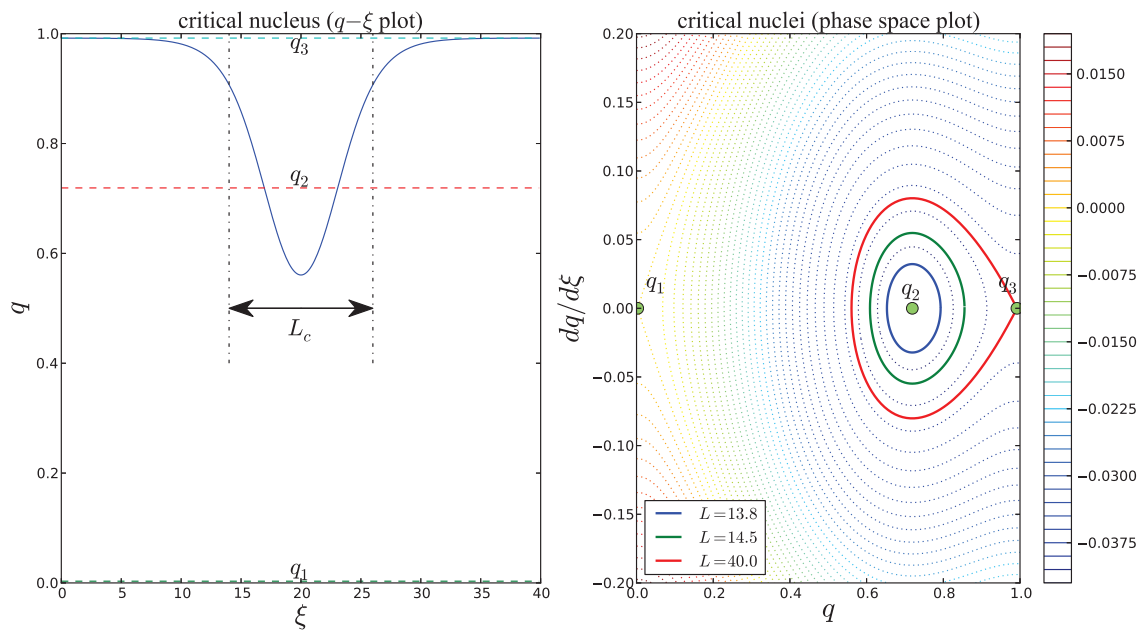 critical nucleus (q−ξ plot)
1.0
0.8
0.6
0.4
0.2
0.0
q
q₃
q₂
L_c
q₁
0 5 10 15 20 25 30 35 40
ξ
critical nuclei (phase space plot)
0.20
0.15
0.10
0.05
0.00
−0.05
−0.10
−0.15
−0.20
dq/dξ
q₁
q₂
q₃
L=13.8
L=14.5
L=40.0
0.0 0.2 0.4 0.6 0.8 1.0
q
0.0150
0.0075
0.0000
−0.0075
−0.0150
−0.0225
−0.0300
−0.0375